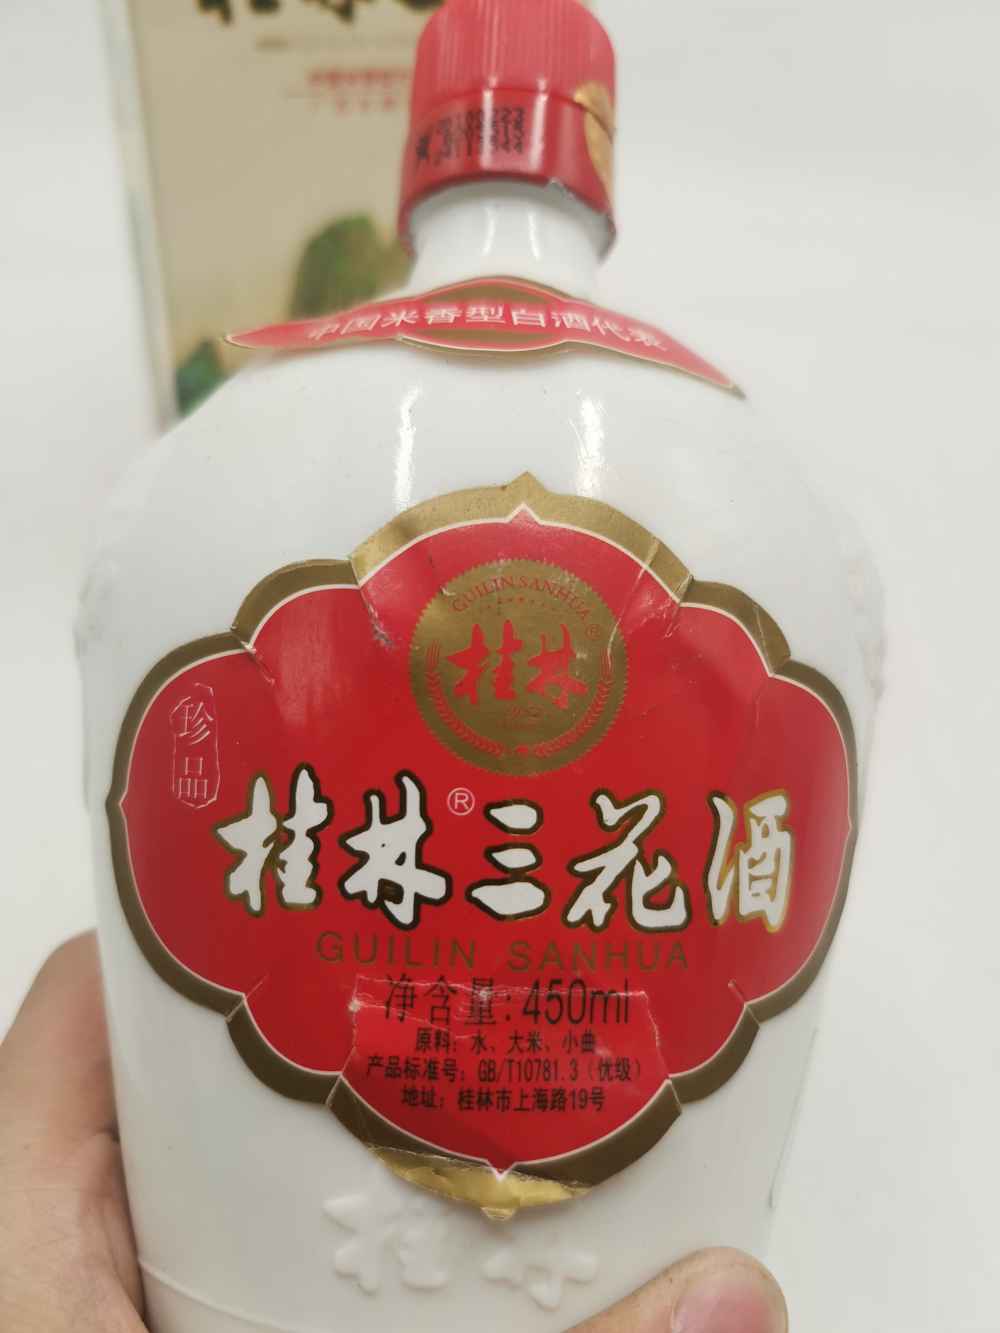 中国米香型白酒代表
GUILIN SANHUA
®
桂林
1952
珍品
桂林®三花酒
GUILIN SANHUA
净含量:450ml
原料：水、大米、小曲
产品标准号：GB/T10781.3（优级）
地址：桂林市上海路19号